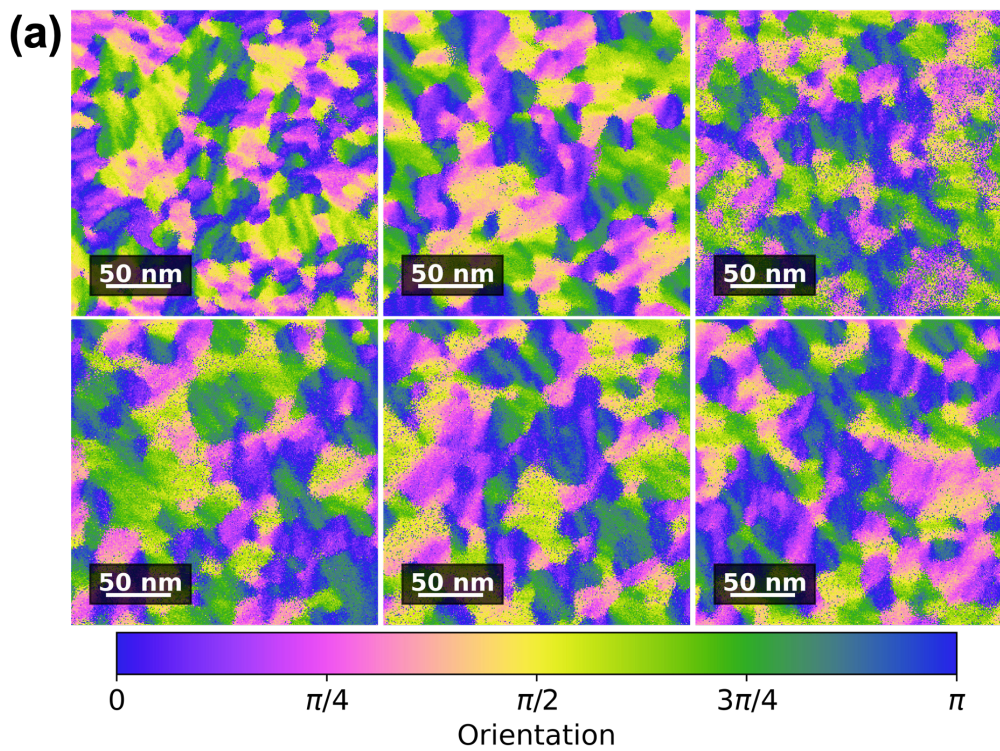 (a)
50 nm 50 nm 50 nm
50 nm 50 nm 50 nm
0 π/4 π/2 3π/4 π
Orientation